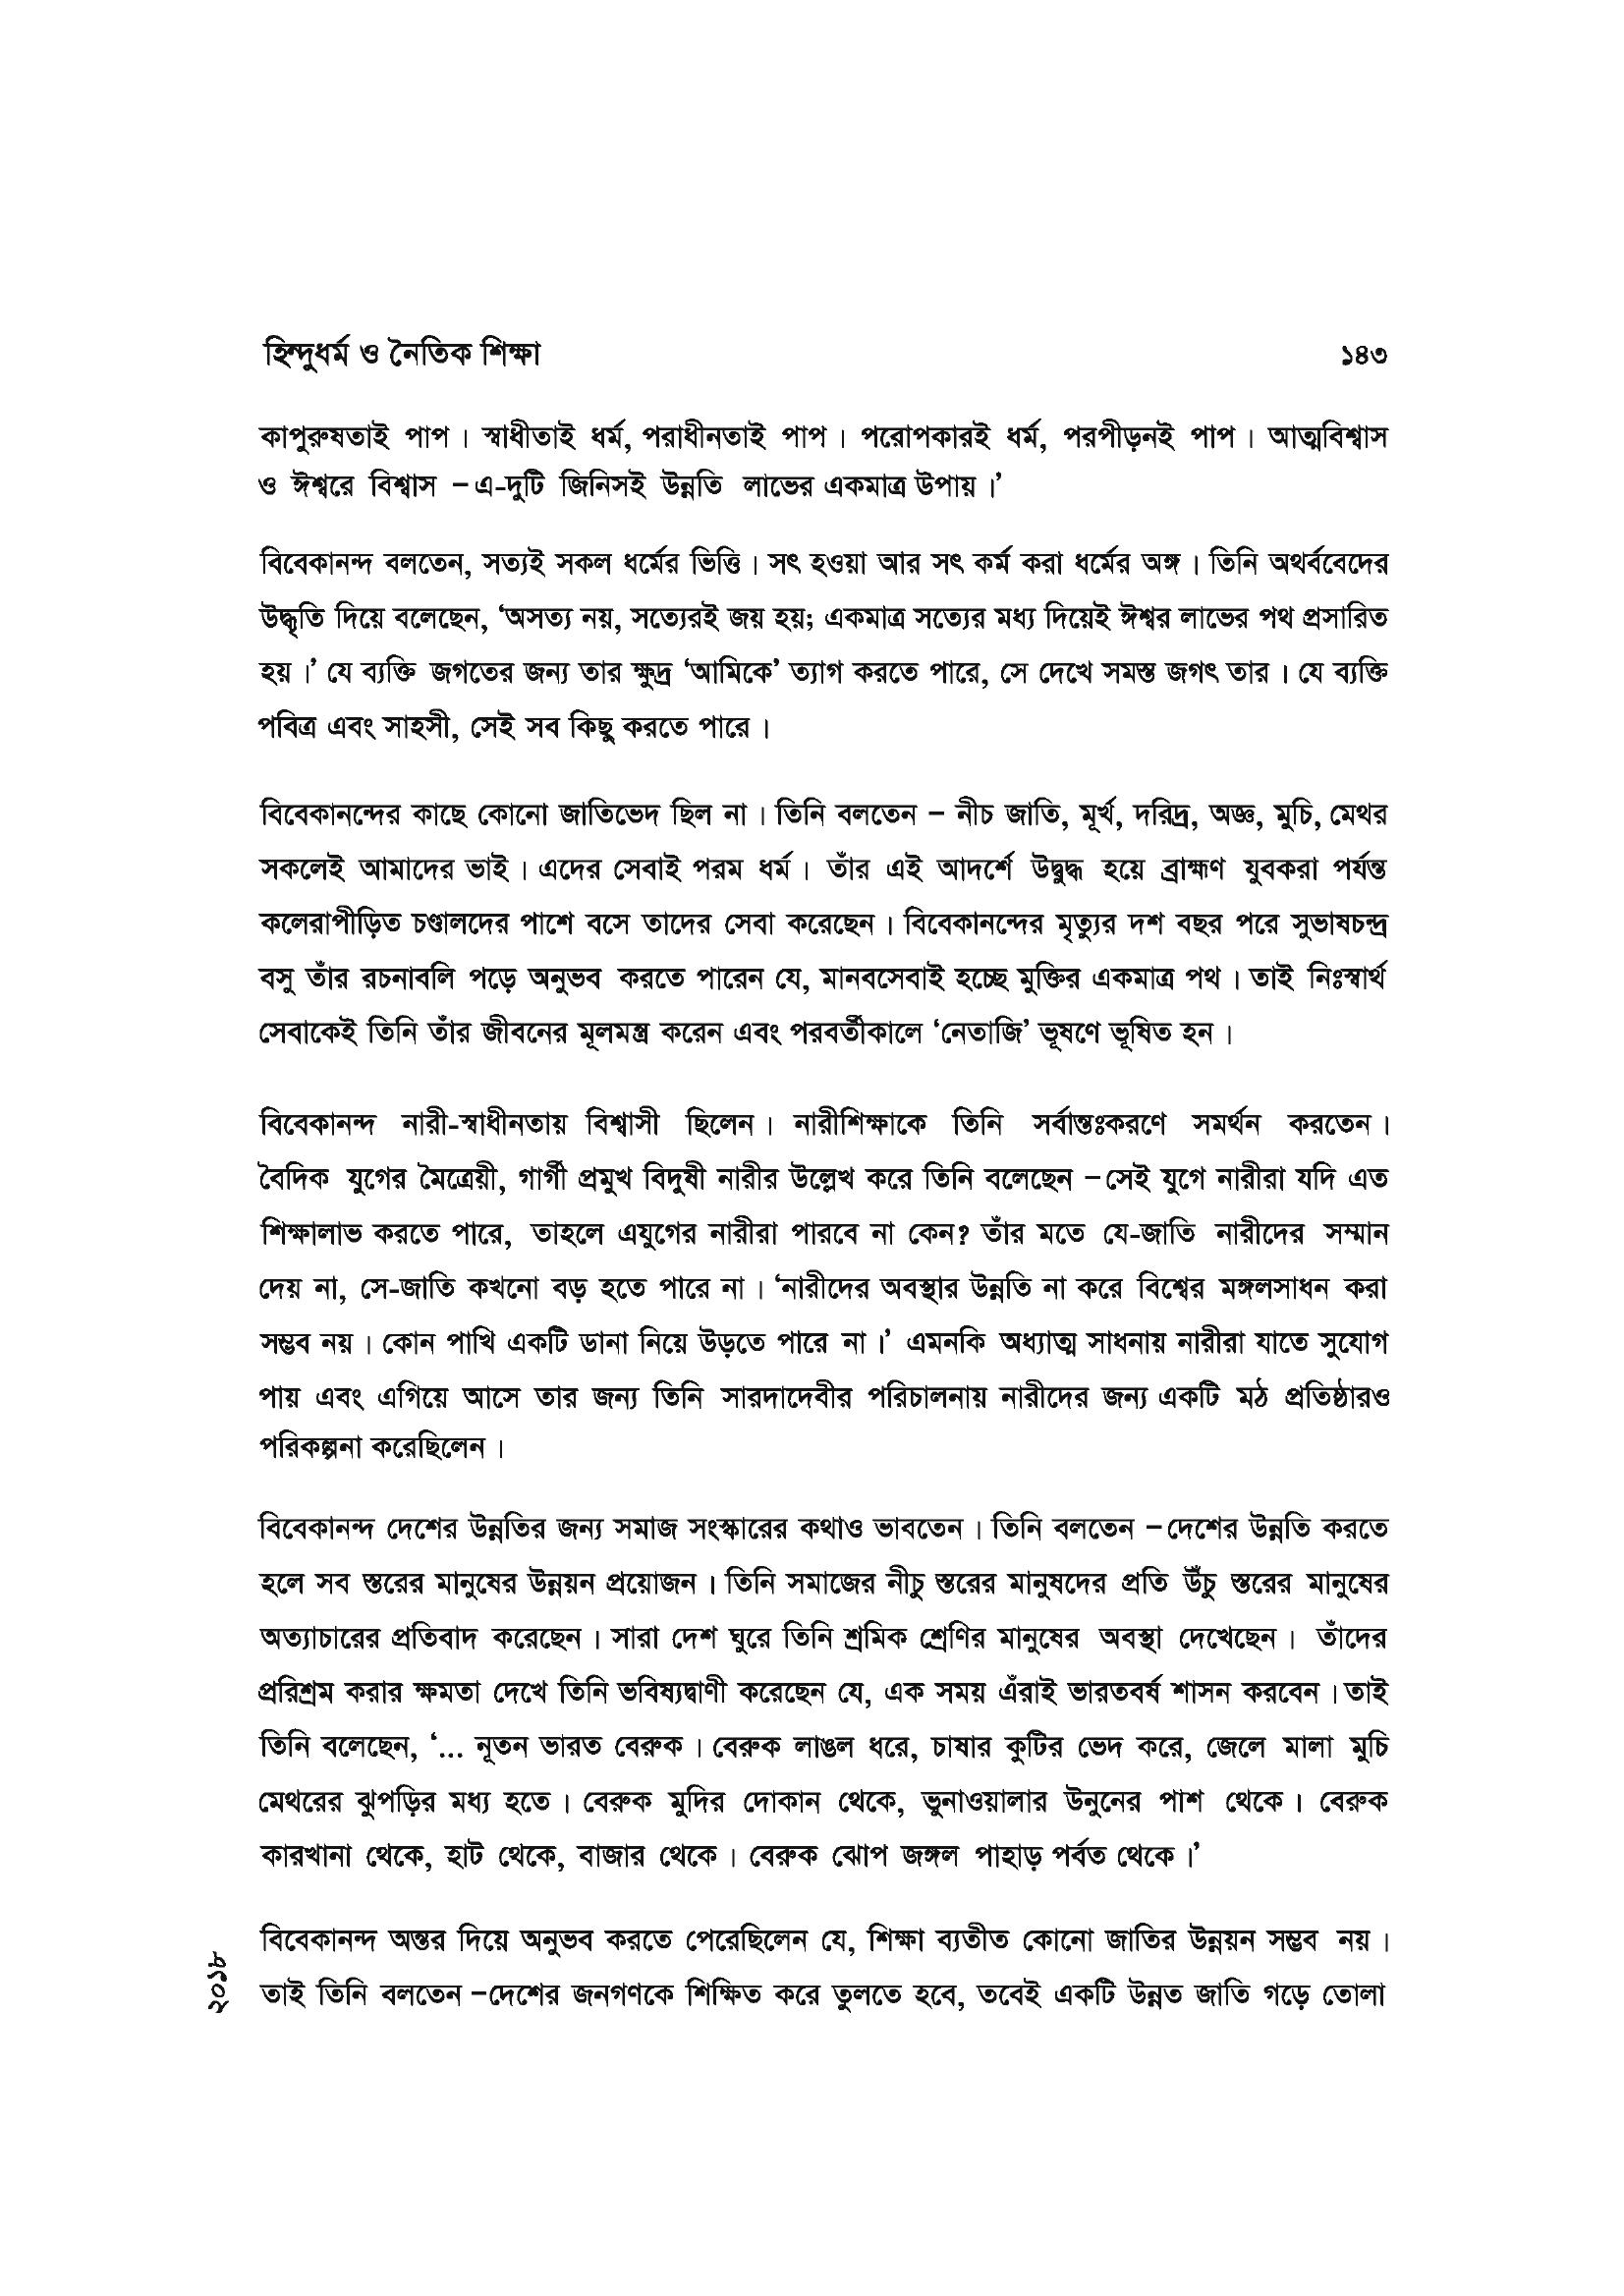 হিন্দুধর্ম ও নৈতিক শিক্ষা ১৪৩
কাপুরুষতাই পাপ। স্বাধীতাই ধর্ম, পরাধীনতাই পাপ। পরোপকারই ধর্ম, পরপীড়নই পাপ। আত্মবিশ্বাস
ও ঈশ্বরে বিশ্বাস –এ-দুটি জিনিসই উন্নতি লাভের একমাত্র উপায়।’
বিবেকানন্দ বলতেন, সত্যই সকল ধর্মের ভিত্তি। সৎ হওয়া আর সৎ কর্ম করা ধর্মের অঙ্গ। তিনি অথর্ববেদের
উদ্ধৃতি দিয়ে বলেছেন, ‘অসত্য নয়, সত্যেরই জয় হয়; একমাত্র সত্যের মধ্য দিয়েই ঈশ্বর লাভের পথ প্রসারিত
হয়।’ যে ব্যক্তি জগতের জন্য তার ক্ষুদ্র ‘আমিকে’ ত্যাগ করতে পারে, সে দেখে সমস্ত জগৎ তার। যে ব্যক্তি
পবিত্র এবং সাহসী, সেই সব কিছু করতে পারে।
বিবেকানন্দের কাছে কোনো জাতিভেদ ছিল না। তিনি বলতেন – নীচ জাতি, মূর্খ, দরিদ্র, অজ্ঞ, মুচি, মেথর
সকলেই আমাদের ভাই। এদের সেবাই পরম ধর্ম। তাঁর এই আদর্শে উদ্বুদ্ধ হয়ে ব্রাহ্মণ যুবকরা পর্যন্ত
কলেরাপীড়িত চণ্ডালদের পাশে বসে তাদের সেবা করেছেন। বিবেকানন্দের মৃত্যুর দশ বছর পরে সুভাষচন্দ্র
বসু তাঁর রচনাবলি পড়ে অনুভব করতে পারেন যে, মানবসেবাই হচ্ছে মুক্তির একমাত্র পথ। তাই নিঃস্বার্থ
সেবাকেই তিনি তাঁর জীবনের মূলমন্ত্র করেন এবং পরবর্তীকালে ‘নেতাজি’ ভূষণে ভূষিত হন।
বিবেকানন্দ নারী-স্বাধীনতায় বিশ্বাসী ছিলেন। নারীশিক্ষাকে তিনি সর্বান্তঃকরণে সমর্থন করতেন।
বৈদিক যুগের মৈত্রেয়ী, গার্গী প্রমুখ বিদুষী নারীর উল্লেখ করে তিনি বলেছেন –সেই যুগে নারীরা যদি এত
শিক্ষালাভ করতে পারে, তাহলে এযুগের নারীরা পারবে না কেন? তাঁর মতে যে-জাতি নারীদের সম্মান
দেয় না, সে-জাতি কখনো বড় হতে পারে না। ‘নারীদের অবস্থার উন্নতি না করে বিশ্বের মঙ্গলসাধন করা
সম্ভব নয়। কোন পাখি একটি ডানা নিয়ে উড়তে পারে না।’ এমনকি অধ্যাত্ম সাধনায় নারীরা যাতে সুযোগ
পায় এবং এগিয়ে আসে তার জন্য তিনি সারদাদেবীর পরিচালনায় নারীদের জন্য একটি মঠ প্রতিষ্ঠারও
পরিকল্পনা করেছিলেন।
বিবেকানন্দ দেশের উন্নতির জন্য সমাজ সংস্কারের কথাও ভাবতেন। তিনি বলতেন –দেশের উন্নতি করতে
হলে সব স্তরের মানুষের উন্নয়ন প্রয়োজন। তিনি সমাজের নীচু স্তরের মানুষদের প্রতি উঁচু স্তরের মানুষের
অত্যাচারের প্রতিবাদ করেছেন। সারা দেশ ঘুরে তিনি শ্রমিক শ্রেণির মানুষের অবস্থা দেখেছেন। তাঁদের
প্ররিশ্রম করার ক্ষমতা দেখে তিনি ভবিষ্যদ্বাণী করেছেন যে, এক সময় এঁরাই ভারতবর্ষ শাসন করবেন। তাই
তিনি বলেছেন, ‘... নূতন ভারত বেরুক। বেরুক লাঙল ধরে, চাষার কুটির ভেদ করে, জেলে মালা মুচি
মেথরের ঝুপড়ির মধ্য হতে। বেরুক মুদির দোকান থেকে, ভুনাওয়ালার উনুনের পাশ থেকে। বেরুক
কারখানা থেকে, হাট থেকে, বাজার থেকে। বেরুক ঝোপ জঙ্গল পাহাড় পর্বত থেকে।’
বিবেকানন্দ অন্তর দিয়ে অনুভব করতে পেরেছিলেন যে, শিক্ষা ব্যতীত কোনো জাতির উন্নয়ন সম্ভব নয়।
তাই তিনি বলতেন –দেশের জনগণকে শিক্ষিত করে তুলতে হবে, তবেই একটি উন্নত জাতি গড়ে তোলা
২০১৮